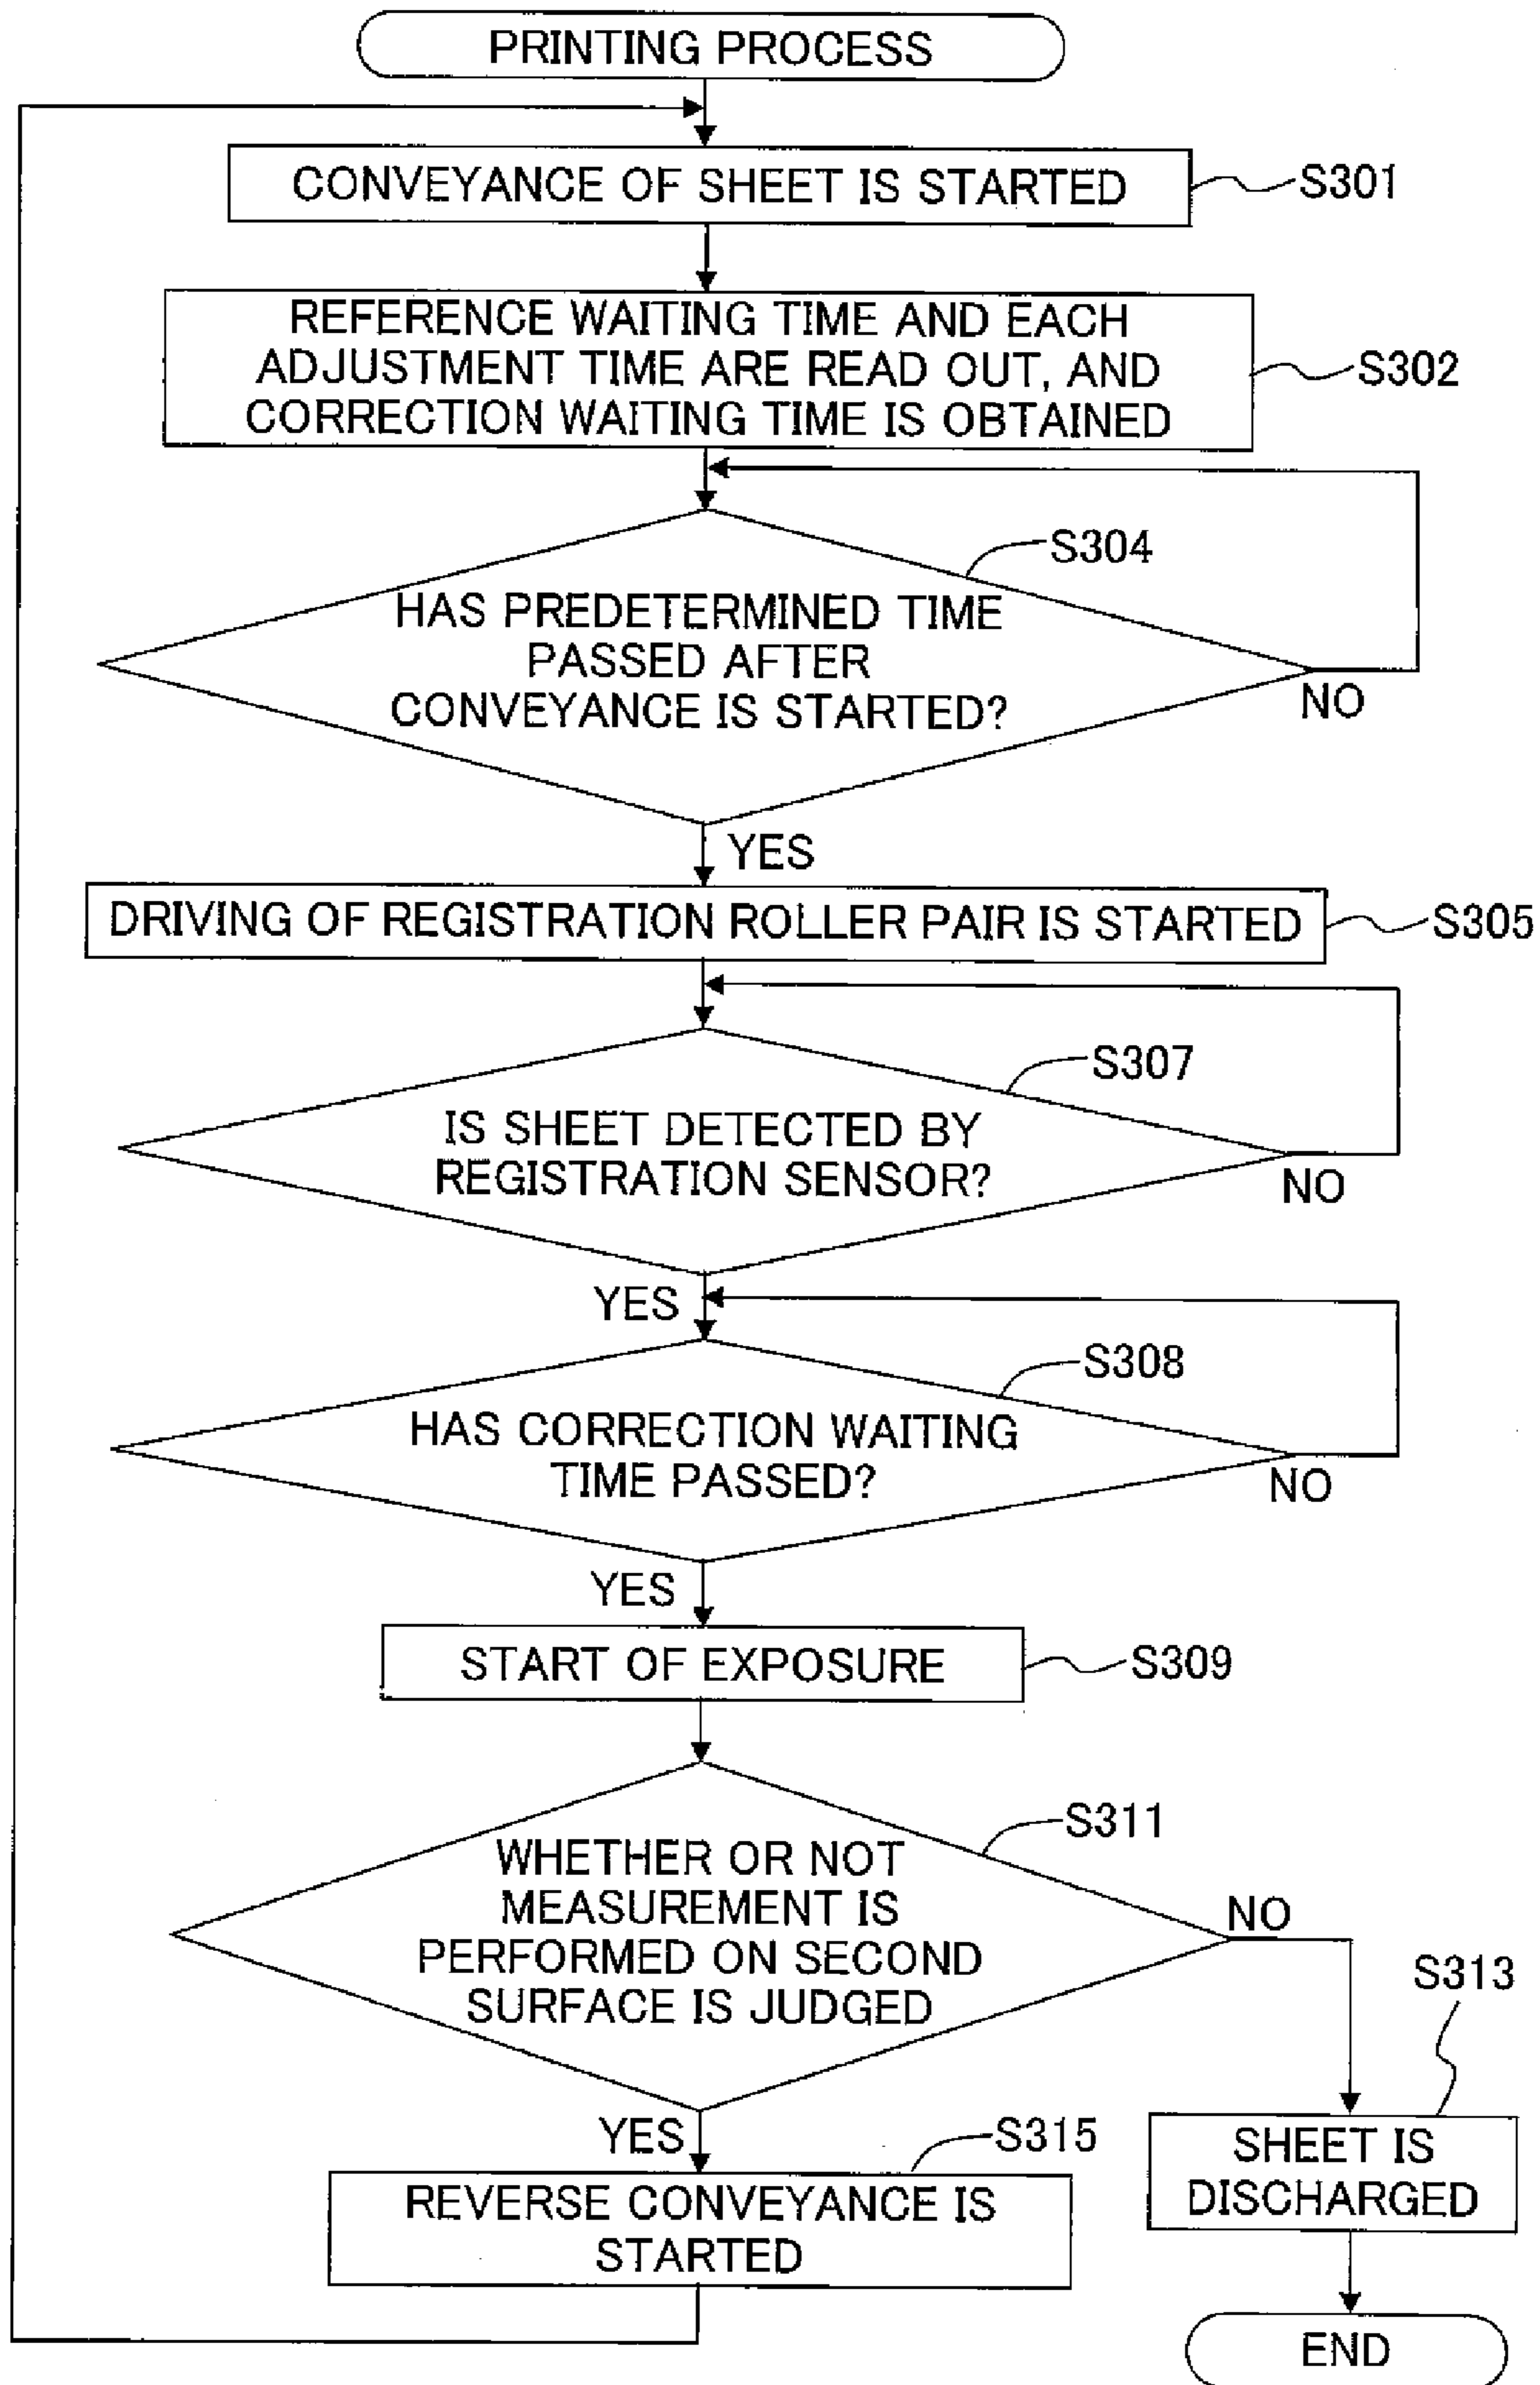 PRINTING PROCESS
CONVEYANCE OF SHEET IS STARTED
S301
REFERENCE WAITING TIME AND EACH
ADJUSTMENT TIME ARE READ OUT, AND
CORRECTION WAITING TIME IS OBTAINED
S302
S304
HAS PREDETERMINED TIME
PASSED AFTER
CONVEYANCE IS STARTED?
NO
YES
DRIVING OF REGISTRATION ROLLER PAIR IS STARTED
S305
S307
IS SHEET DETECTED BY
REGISTRATION SENSOR?
NO
YES
S308
HAS CORRECTION WAITING
TIME PASSED?
NO
YES
START OF EXPOSURE
S309
S311
WHETHER OR NOT
MEASUREMENT IS
PERFORMED ON SECOND
SURFACE IS JUDGED
NO
S313
YES
S315
REVERSE CONVEYANCE IS
STARTED
SHEET IS
DISCHARGED
END